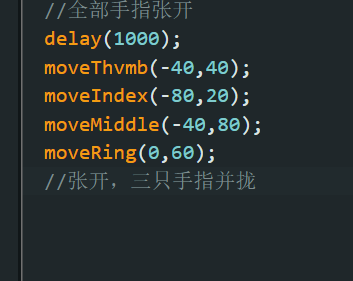 //全部手指张开
delay(1000);
moveThvmb(-40,40);
moveIndex(-80,20);
moveMiddle(-40,80);
moveRing(0,60);
//张开，三只手指并拢